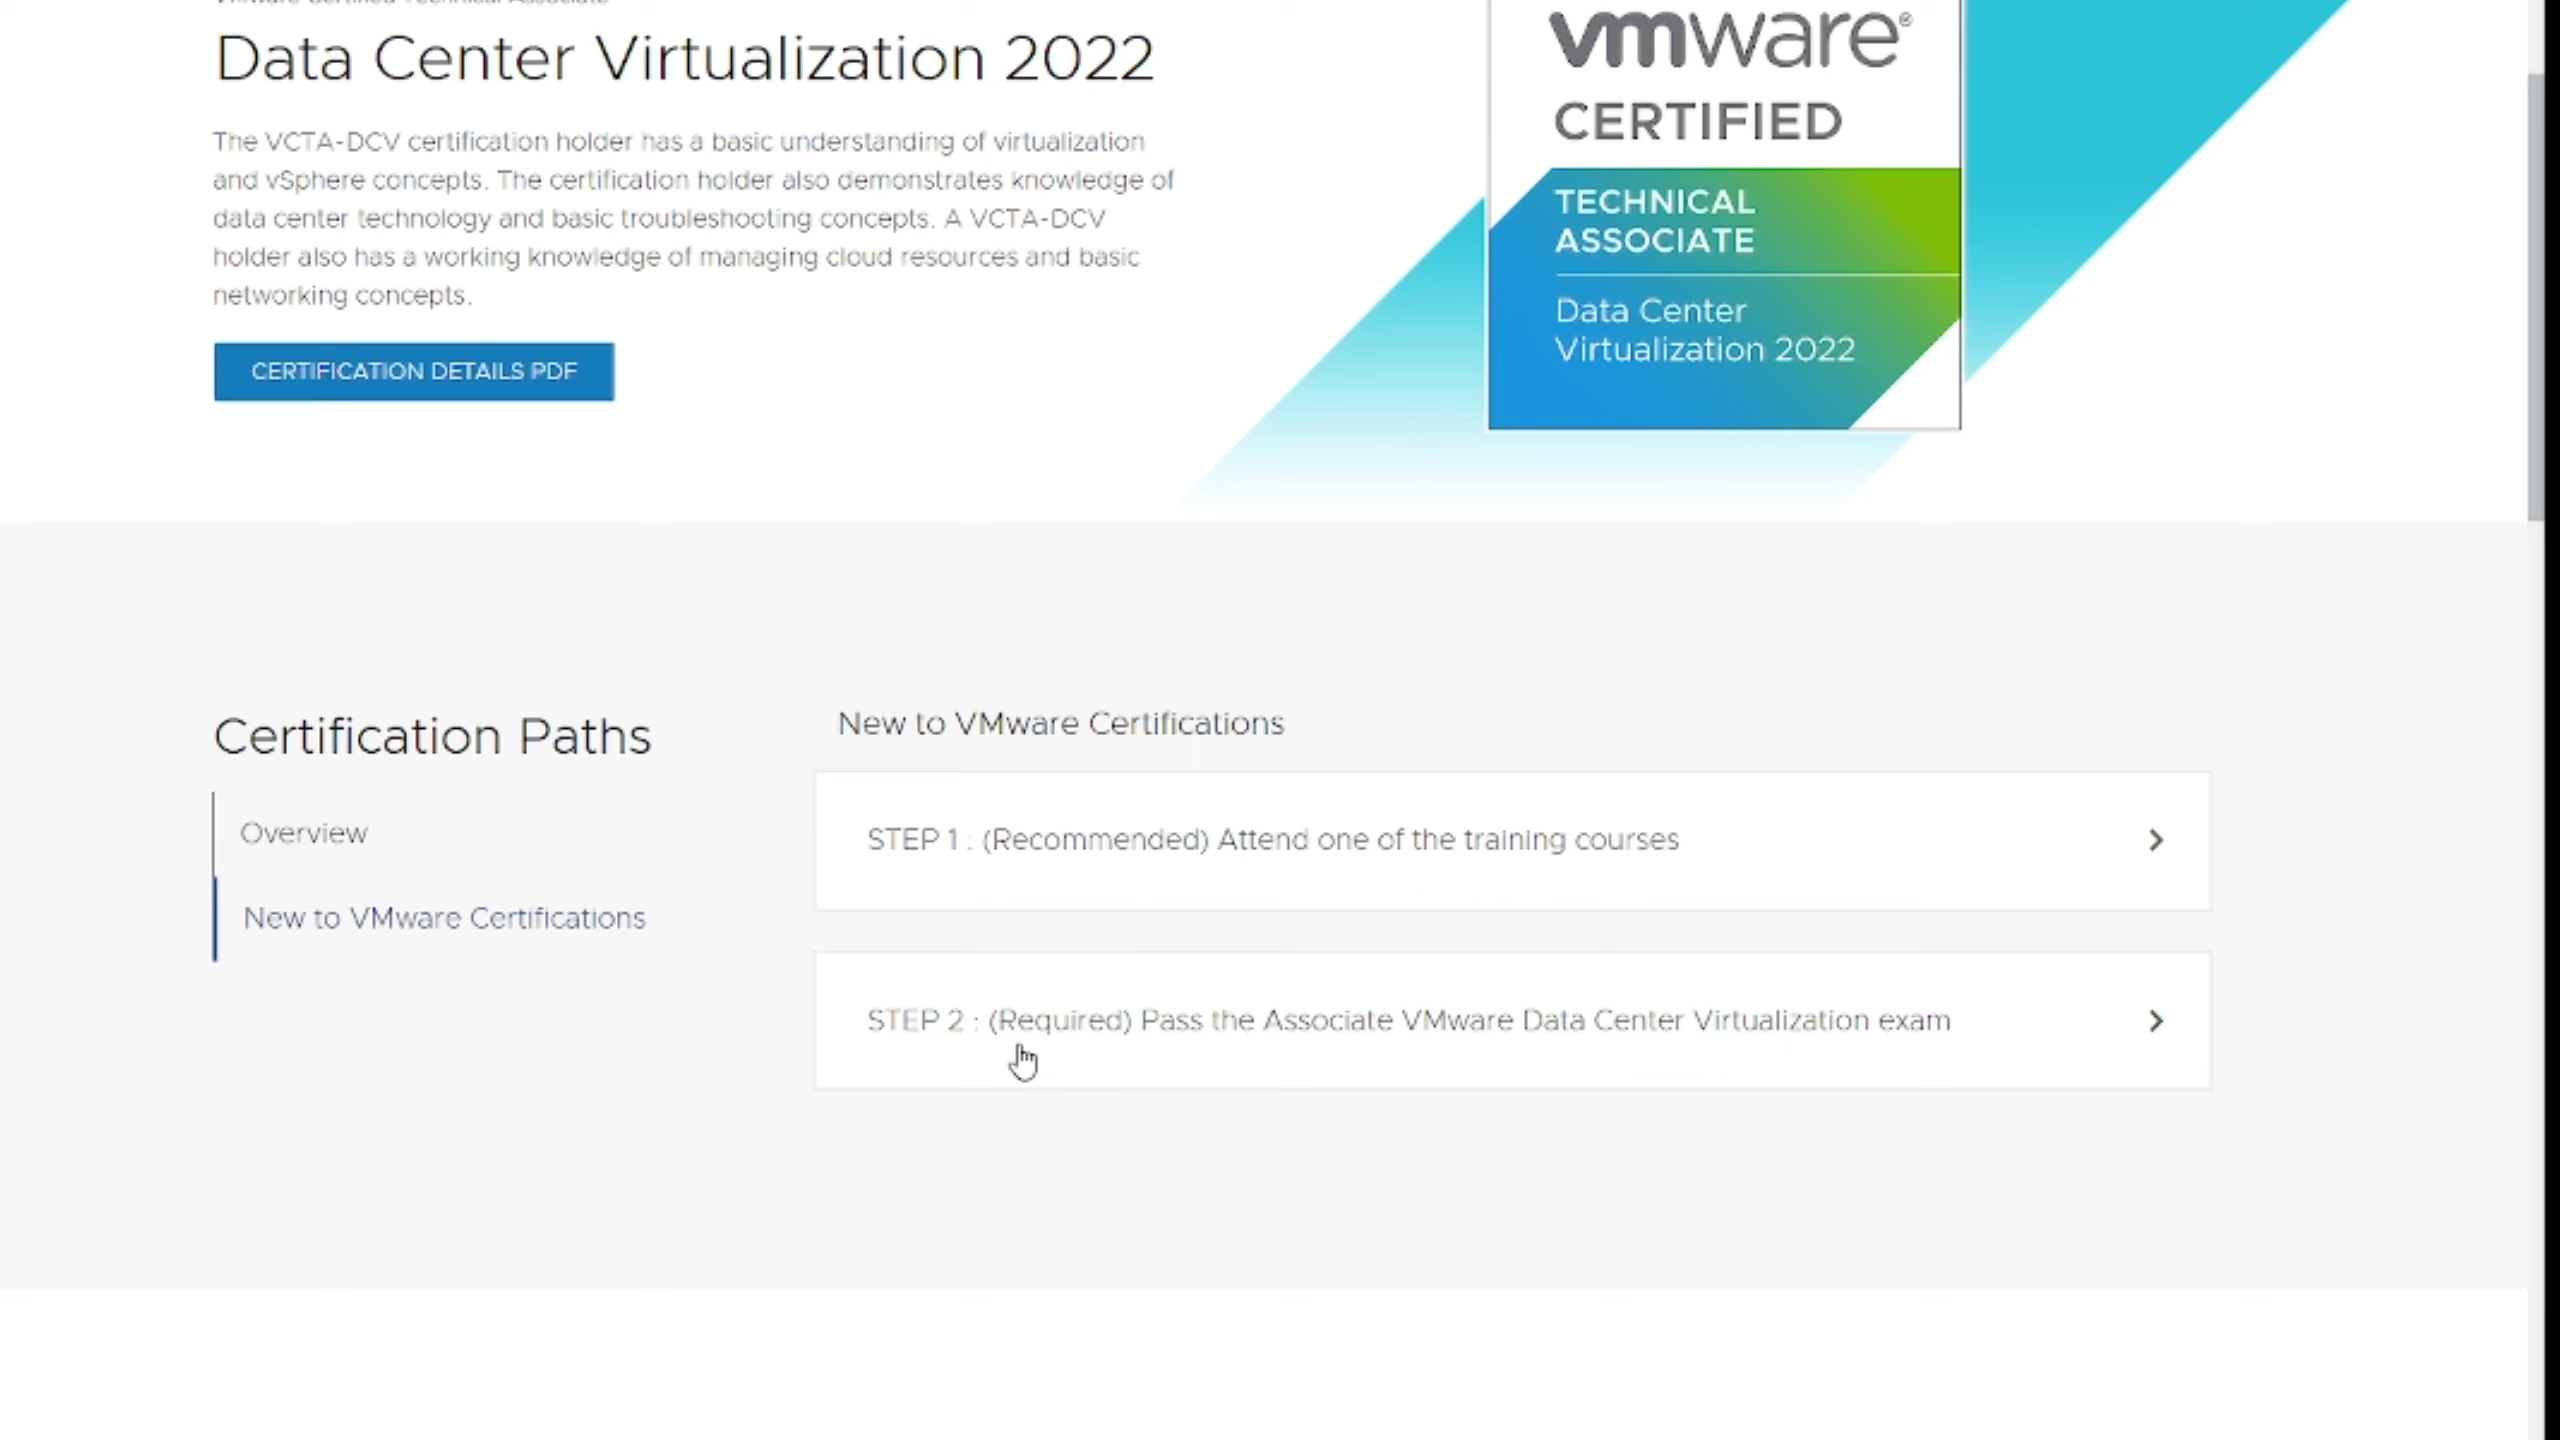 VMware Certified Technical Associate
Data Center Virtualization 2022
The VCTA-DCV certification holder has a basic understanding of virtualization
and vSphere concepts. The certification holder also demonstrates knowledge of
data center technology and basic troubleshooting concepts. A VCTA-DCV
holder also has a working knowledge of managing cloud resources and basic
networking concepts.
CERTIFICATION DETAILS PDF
vmware®
CERTIFIED
TECHNICAL
ASSOCIATE
Data Center
Virtualization 2022
Certification Paths
Overview
New to VMware Certifications
New to VMware Certifications
STEP 1 : (Recommended) Attend one of the training courses
STEP 2 : (Required) Pass the Associate VMware Data Center Virtualization exam